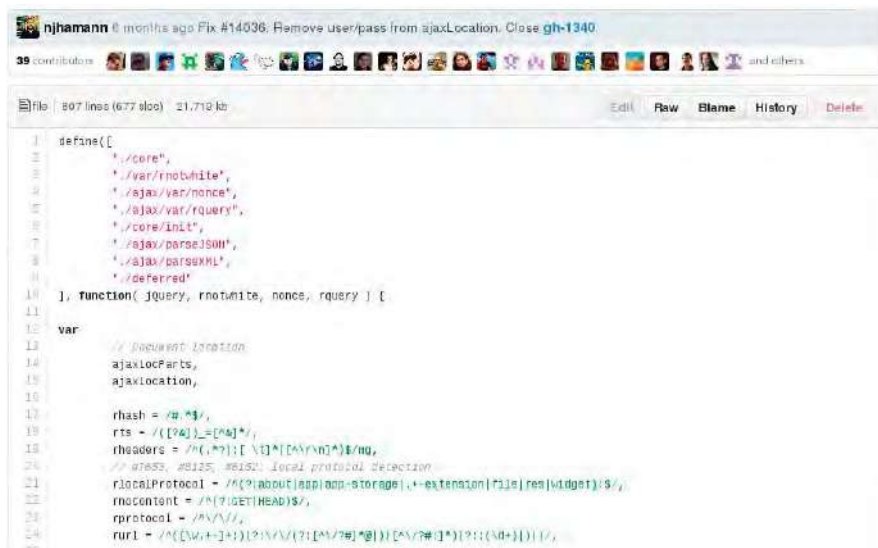 njhamann 6 months ago Fix #14036. Remove user/pass from ajaxLocation. Close gh-1340
39 contributors and others
file 807 lines (677 sloc) 21.719 kb Edit Raw Blame History Delete
1 define([
2 "./core",
3 "./var/rnotwhite",
4 "./ajax/var/nonce",
5 "./ajax/var/rquery",
6 "./core/init",
7 "./ajax/parseJSON",
8 "./ajax/parseXML",
9 "./deferred"
10 ], function( jQuery, rnotwhite, nonce, rquery ) {
11
12 var
13 // Document location
14 ajaxLocParts,
15 ajaxLocation,
16
17 rhash = /#.*$/,
18 rts = /([?&])_=[^&]*/,
19 rheaders = /^(.*?):[ \t]*([^\r\n]*)$/mg,
20 // #7653, #8125, #8152: local protocol detection
21 rlocalProtocol = /^(?:about|app|app-storage|.+-extension|file|res|widget):$/,
22 rnocontent = /^(?:GET|HEAD)$/,
23 rprotocol = /^\/\//,
24 rurl = /^([\w.+-]+:)(?:\/\/(?:[^\/?#]*@|)([^\/?#:]*)(?::(\d+)|)|)/,